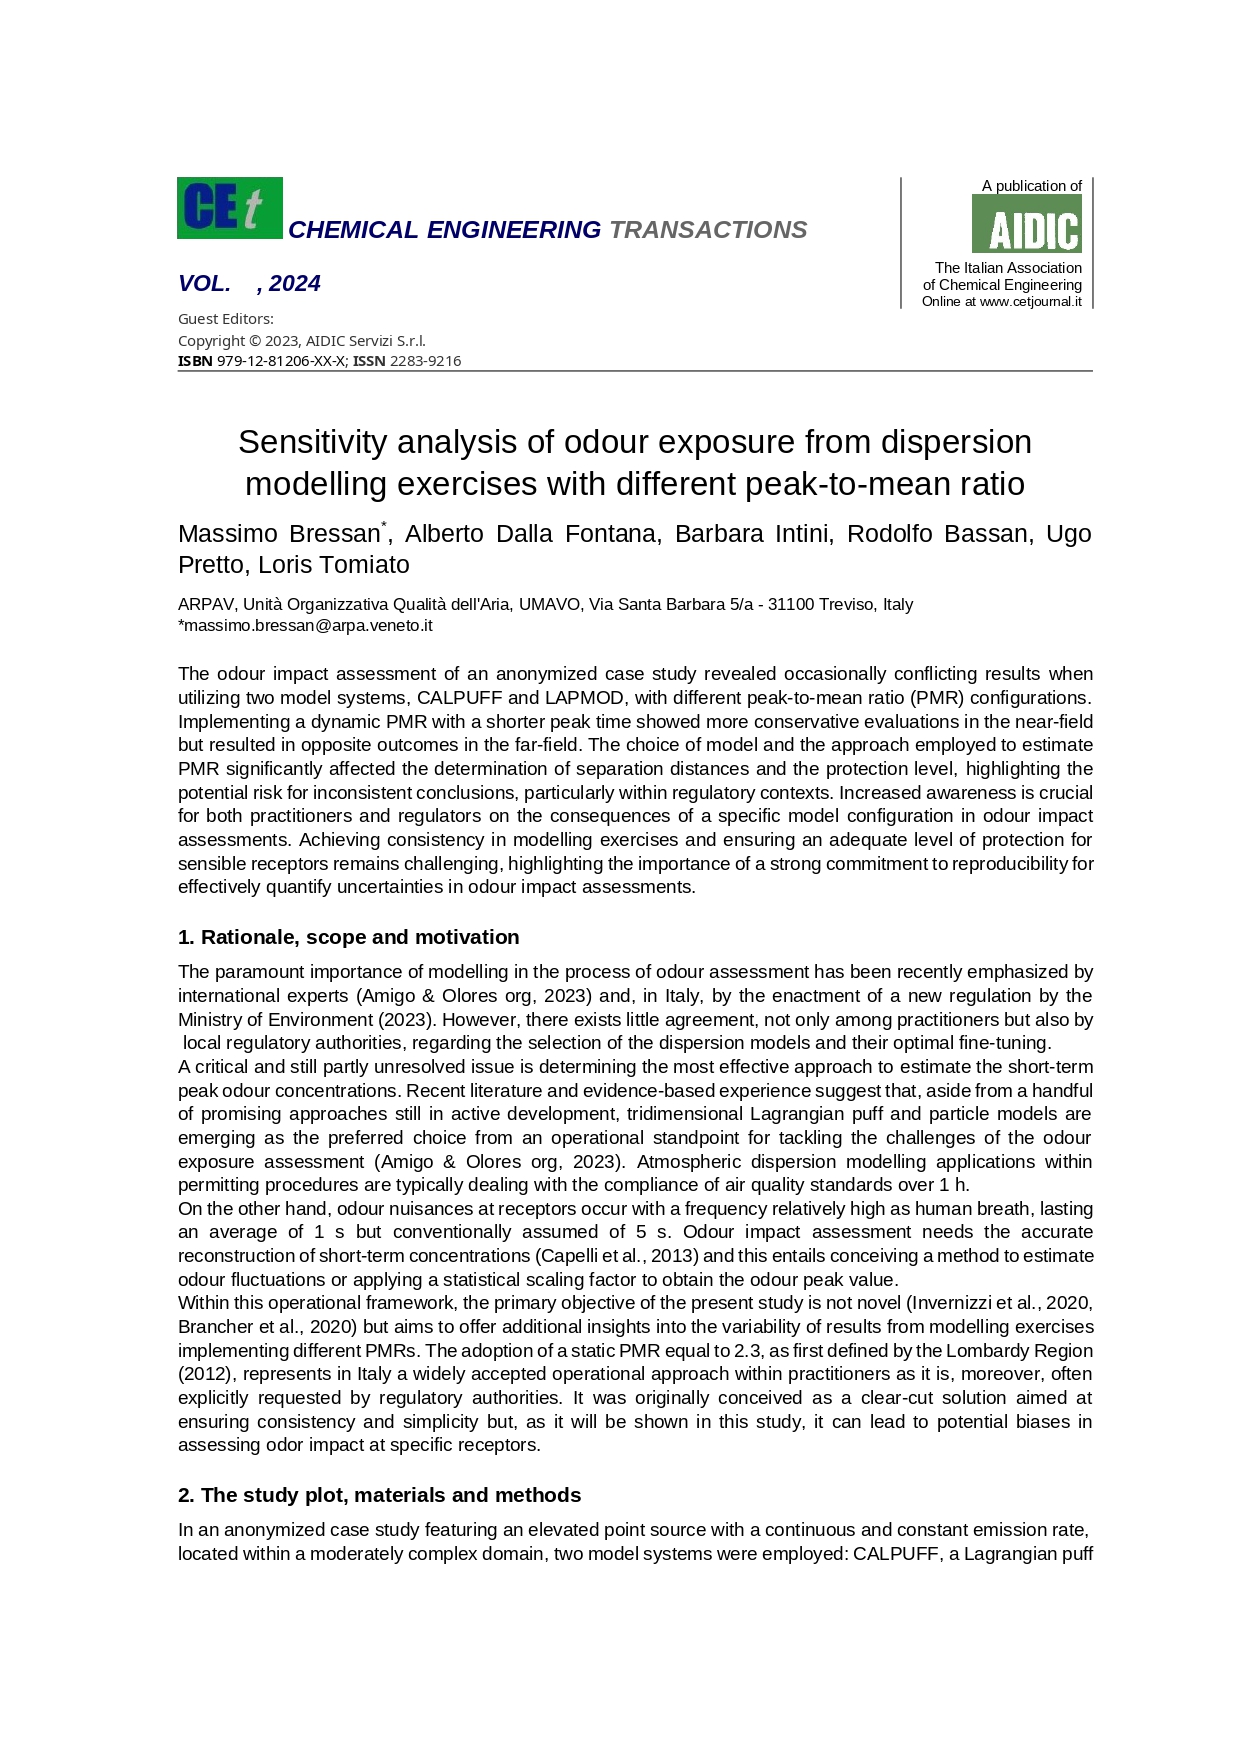 CEt
CHEMICAL ENGINEERING TRANSACTIONS
VOL. , 2024
Guest Editors:
Copyright © 2023, AIDIC Servizi S.r.l.
ISBN 979-12-81206-XX-X; ISSN 2283-9216
A publication of
AIDIC
The Italian Association
of Chemical Engineering
Online at www.cetjournal.it
Sensitivity analysis of odour exposure from dispersion
modelling exercises with different peak-to-mean ratio
Massimo Bressan*, Alberto Dalla Fontana, Barbara Intini, Rodolfo Bassan, Ugo
Pretto, Loris Tomiato
ARPAV, Unità Organizzativa Qualità dell'Aria, UMAVO, Via Santa Barbara 5/a - 31100 Treviso, Italy
*massimo.bressan@arpa.veneto.it
The odour impact assessment of an anonymized case study revealed occasionally conflicting results when
utilizing two model systems, CALPUFF and LAPMOD, with different peak-to-mean ratio (PMR) configurations.
Implementing a dynamic PMR with a shorter peak time showed more conservative evaluations in the near-field
but resulted in opposite outcomes in the far-field. The choice of model and the approach employed to estimate
PMR significantly affected the determination of separation distances and the protection level, highlighting the
potential risk for inconsistent conclusions, particularly within regulatory contexts. Increased awareness is crucial
for both practitioners and regulators on the consequences of a specific model configuration in odour impact
assessments. Achieving consistency in modelling exercises and ensuring an adequate level of protection for
sensible receptors remains challenging, highlighting the importance of a strong commitment to reproducibility for
effectively quantify uncertainties in odour impact assessments.
1. Rationale, scope and motivation
The paramount importance of modelling in the process of odour assessment has been recently emphasized by
international experts (Amigo & Olores org, 2023) and, in Italy, by the enactment of a new regulation by the
Ministry of Environment (2023). However, there exists little agreement, not only among practitioners but also by
local regulatory authorities, regarding the selection of the dispersion models and their optimal fine-tuning.
A critical and still partly unresolved issue is determining the most effective approach to estimate the short-term
peak odour concentrations. Recent literature and evidence-based experience suggest that, aside from a handful
of promising approaches still in active development, tridimensional Lagrangian puff and particle models are
emerging as the preferred choice from an operational standpoint for tackling the challenges of the odour
exposure assessment (Amigo & Olores org, 2023). Atmospheric dispersion modelling applications within
permitting procedures are typically dealing with the compliance of air quality standards over 1 h.
On the other hand, odour nuisances at receptors occur with a frequency relatively high as human breath, lasting
an average of 1 s but conventionally assumed of 5 s. Odour impact assessment needs the accurate
reconstruction of short-term concentrations (Capelli et al., 2013) and this entails conceiving a method to estimate
odour fluctuations or applying a statistical scaling factor to obtain the odour peak value.
Within this operational framework, the primary objective of the present study is not novel (Invernizzi et al., 2020,
Brancher et al., 2020) but aims to offer additional insights into the variability of results from modelling exercises
implementing different PMRs. The adoption of a static PMR equal to 2.3, as first defined by the Lombardy Region
(2012), represents in Italy a widely accepted operational approach within practitioners as it is, moreover, often
explicitly requested by regulatory authorities. It was originally conceived as a clear-cut solution aimed at
ensuring consistency and simplicity but, as it will be shown in this study, it can lead to potential biases in
assessing odor impact at specific receptors.
2. The study plot, materials and methods
In an anonymized case study featuring an elevated point source with a continuous and constant emission rate,
located within a moderately complex domain, two model systems were employed: CALPUFF, a Lagrangian puff